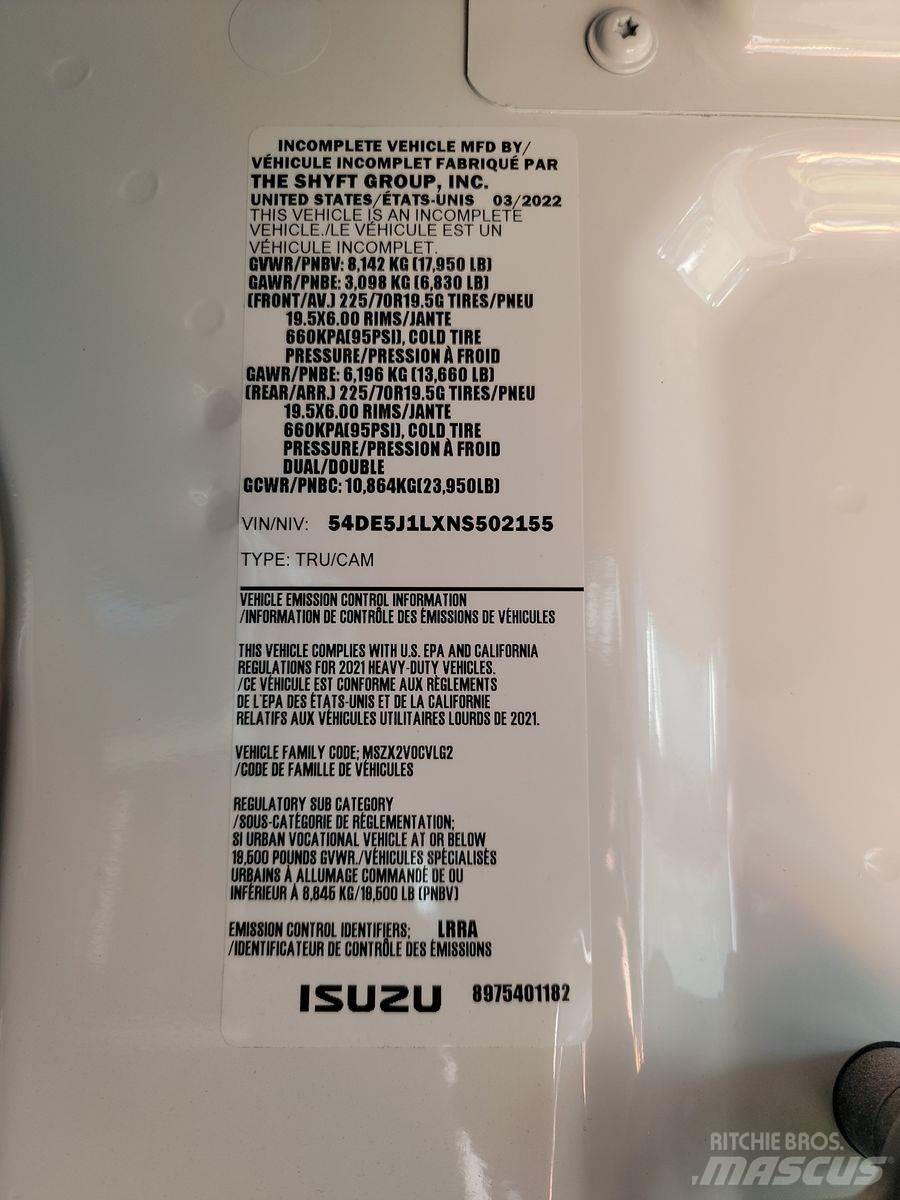 INCOMPLETE VEHICLE MFD BY/
VÉHICULE INCOMPLET FABRIQUÉ PAR
THE SHYFT GROUP, INC.
UNITED STATES/ÉTATS-UNIS 03/2022
THIS VEHICLE IS AN INCOMPLETE
VEHICLE./LE VÉHICULE EST UN
VÉHICULE INCOMPLET.
GVWR/PNBV: 8,142 KG (17,950 LB)
GAWR/PNBE: 3,098 KG (6,830 LB)
(FRONT/AV.) 225/70R19.5G TIRES/PNEU
19.5X6.00 RIMS/JANTE
660KPA(95PSI), COLD TIRE
PRESSURE/PRESSION À FROID
GAWR/PNBE: 6,196 KG (13,660 LB)
(REAR/ARR.) 225/70R19.5G TIRES/PNEU
19.5X6.00 RIMS/JANTE
660KPA(95PSI), COLD TIRE
PRESSURE/PRESSION À FROID
DUAL/DOUBLE
GCWR/PNBC: 10,864KG(23,950LB)
VIN/NIV: 54DE5J1LXNS502155
TYPE: TRU/CAM
VEHICLE EMISSION CONTROL INFORMATION
/INFORMATION DE CONTRÔLE DES ÉMISSIONS DE VÉHICULES
THIS VEHICLE COMPLIES WITH U.S. EPA AND CALIFORNIA
REGULATIONS FOR 2021 HEAVY-DUTY VEHICLES.
/CE VÉHICULE EST CONFORME AUX RÈGLEMENTS
DE L'EPA DES ÉTATS-UNIS ET DE LA CALIFORNIE
RELATIFS AUX VÉHICULES UTILITAIRES LOURDS DE 2021.
VEHICLE FAMILY CODE; MSZX2VOCVLG2
/CODE DE FAMILLE DE VÉHICULES
REGULATORY SUB CATEGORY
/SOUS-CATÉGORIE DE RÉGLEMENTATION;
SI URBAN VOCATIONAL VEHICLE AT OR BELOW
19,500 POUNDS GVWR./VÉHICULES SPÉCIALISÉS
URBAINS À ALLUMAGE COMMANDÉ DE OU
INFÉRIEUR À 8,845 KG/19,500 LB (PNBV)
EMISSION CONTROL IDENTIFIERS; LRRA
/IDENTIFICATEUR DE CONTRÔLE DES ÉMISSIONS
ISUZU 8975401182
RITCHIE BROS.
MASCUS